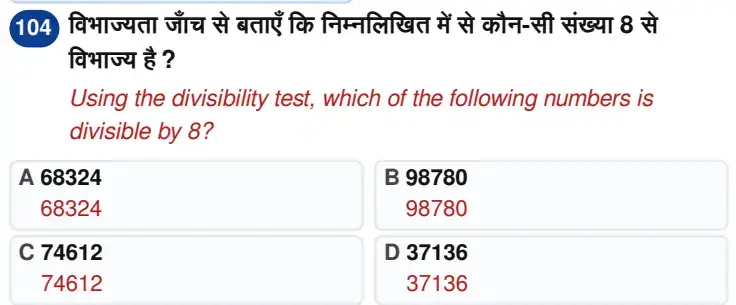 104 विभाज्यता जाँच से बताएँ कि निम्नलिखित में से कौन-सी संख्या 8 से
विभाज्य है ?
Using the divisibility test, which of the following numbers is
divisible by 8?
A 68324
68324
B 98780
98780
C 74612
74612
D 37136
37136